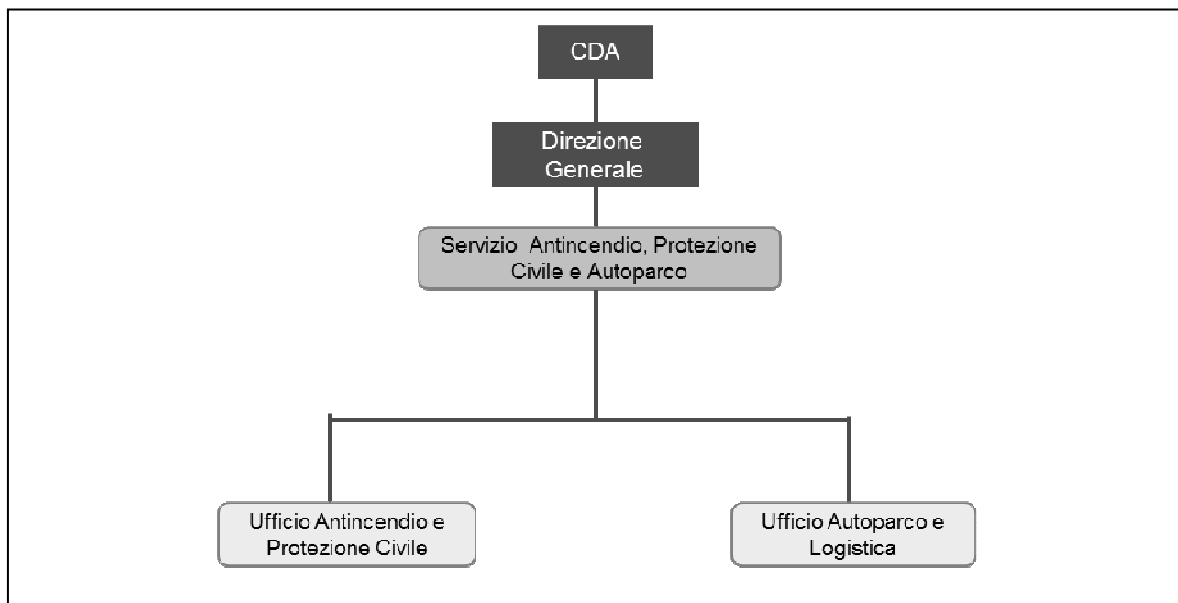 CDA
Direzione
Generale
Servizio Antincendio, Protezione
Civile e Autoparco
Ufficio Antincendio e
Protezione Civile
Ufficio Autoparco e
Logistica